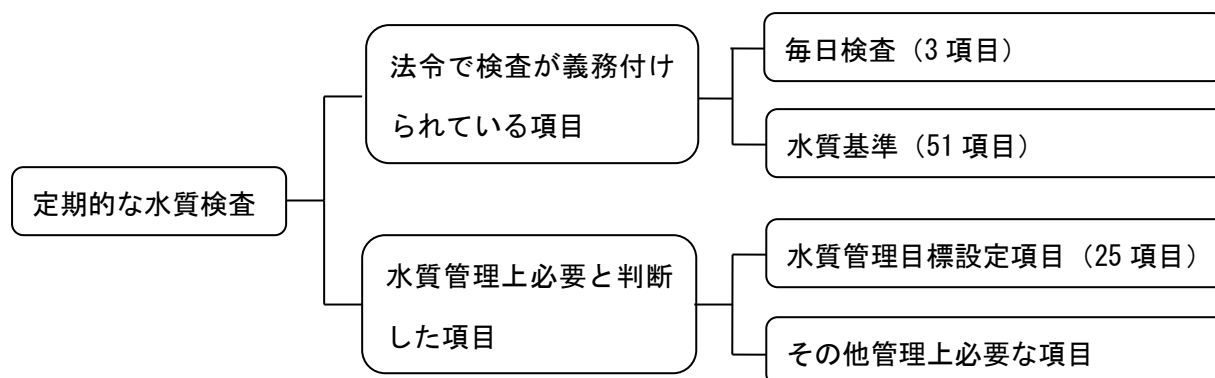 定期的な水質検査
法令で検査が義務付け
られている項目
毎日検査（3 項目）
水質基準（51 項目）
水質管理上必要と判断
した項目
水質管理目標設定項目（25 項目）
その他管理上必要な項目